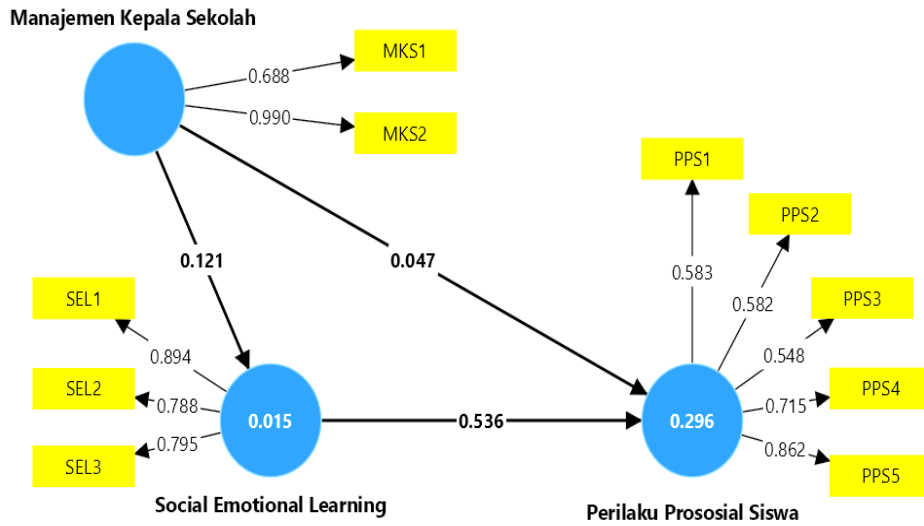 Manajemen Kepala Sekolah
MKS1
0.688
0.990
MKS2
PPS1
PPS2
0.121
0.047
0.583
0.582
PPS3
SEL1
0.894
0.548
SEL2
0.788
0.015
0.536
0.296
0.715
PPS4
0.795
0.862
SEL3
PPS5
Social Emotional Learning
Perilaku Prososial Siswa